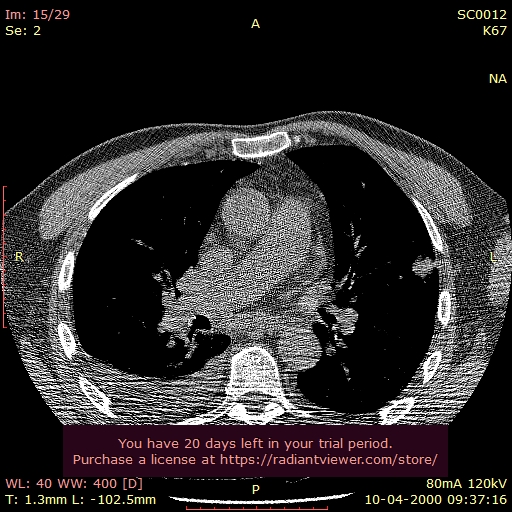 Im: 15/29
Se: 2
A
SC0012
K67
NA
R
L
You have 20 days left in your trial period.
Purchase a license at https://radiantviewer.com/store/
WL: 40 WW: 400 [D]
T: 1.3mm L: -102.5mm
P
80mA 120kV
10-04-2000 09:37:16